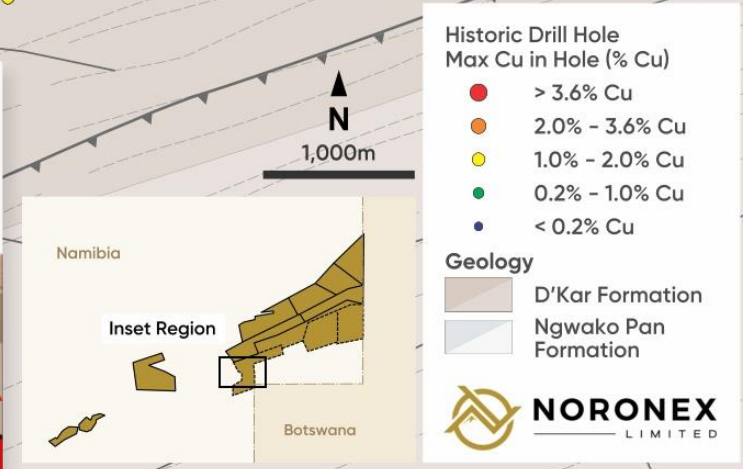 Historic Drill Hole
Max Cu in Hole (% Cu)
> 3.6% Cu
2.0% - 3.6% Cu
1.0% - 2.0% Cu
0.2% - 1.0% Cu
< 0.2% Cu
Geology
D'Kar Formation
Ngwako Pan
Formation
NORONEX
LIMITED
N
1,000m
Namibia
Inset Region
Botswana